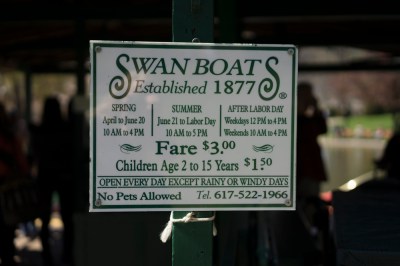 SWAN BOATS
Established 1877®
SPRING
April to June 20
10 AM to 4 PM
SUMMER
June 21 to Labor Day
10 AM to 5 PM
AFTER LABOR DAY
Weekdays 12 PM to 4 PM
Weekends 10 AM to 4 PM
Fare $3.00
Children Age 2 to 15 Years $1.50
OPEN EVERY DAY EXCEPT RAINY OR WINDY DAYS
No Pets Allowed Tel. 617-522-1966